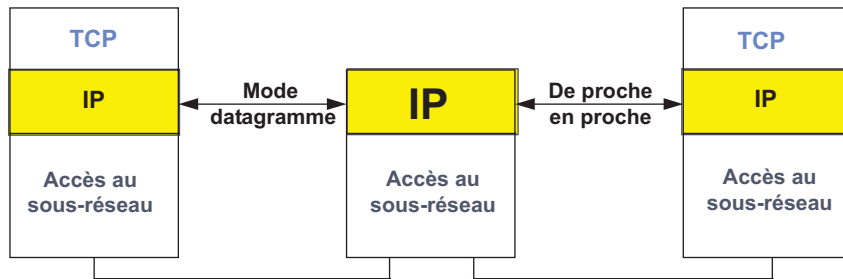 TCP
IP
Accès au
sous-réseau
Mode
datagramme
IP
Accès au
sous-réseau
De proche
en proche
TCP
IP
Accès au
sous-réseau